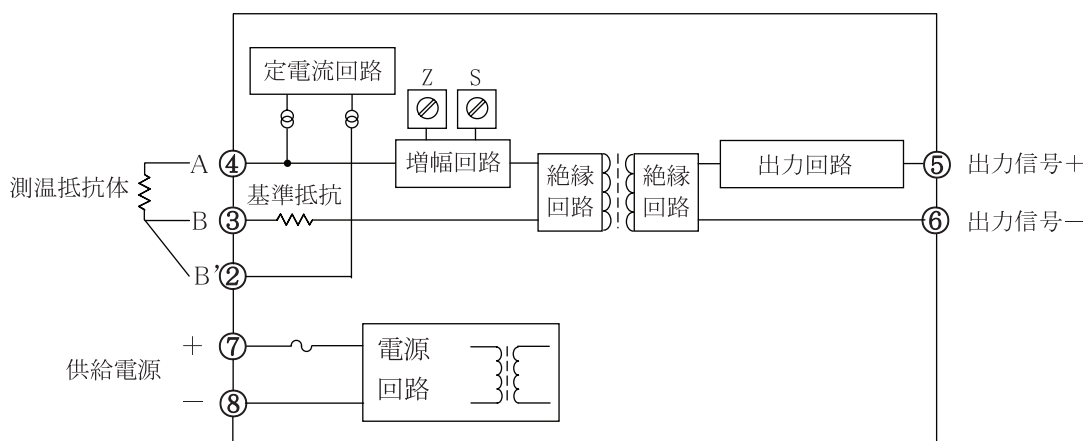 定電流回路
Z S
増幅回路
A ④
測温抵抗体
基準抵抗
B ③
B' ②
絶縁
回路
絶縁
回路
出力回路
⑤ 出力信号＋
⑥ 出力信号－
供給電源
＋ ⑦
－ ⑧
電源
回路